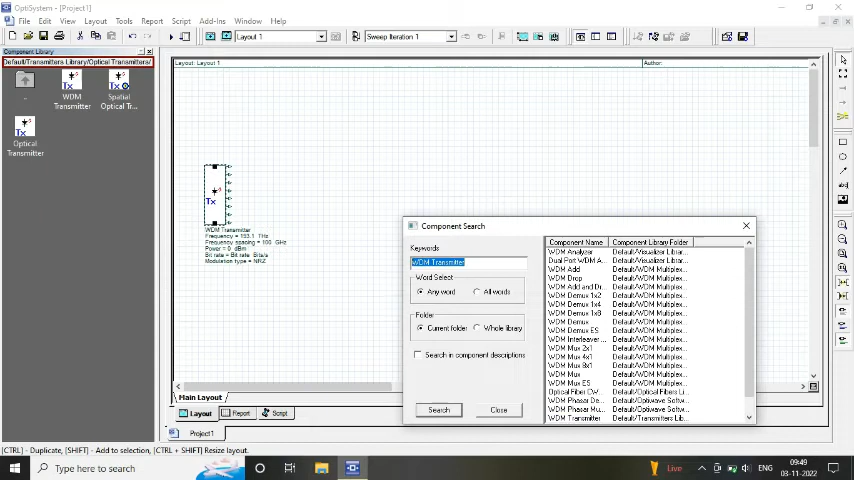 OptiSystem - [Project1]
File Edit View Layout Tools Report Script Add-Ins Window Help
Layout 1
Sweep Iteration 1
Component Library
Default/Transmitters Library/Optical Transmitters/
..
WDM Transmitter
Spatial Optical Tr...
Optical Transmitter
Layout: Layout 1
Author:
Tx
WDM Transmitter
Frequency = 193.1 THz
Frequency spacing = 100 GHz
Power = 0 dBm
Bit rate = Bit rate Bits/s
Modulation type = NRZ
Component Search
Keywords
WDM Transmitter
Word Select
Any word All words
Folder
Current folder Whole library
Search in component descriptions
Search Close
Component Name Component Library Folder
WDM Analyzer Default/Visualizer Librar...
Dual Port WDM A... Default/Visualizer Librar...
WDM Add Default/WDM Multiplex...
WDM Drop Default/WDM Multiplex...
WDM Add and Dr... Default/WDM Multiplex...
WDM Demux 1x2 Default/WDM Multiplex...
WDM Demux 1x4 Default/WDM Multiplex...
WDM Demux 1x8 Default/WDM Multiplex...
WDM Demux Default/WDM Multiplex...
WDM Demux ES Default/WDM Multiplex...
WDM Interleaver ... Default/WDM Multiplex...
WDM Mux 2x1 Default/WDM Multiplex...
WDM Mux 4x1 Default/WDM Multiplex...
WDM Mux 8x1 Default/WDM Multiplex...
WDM Mux Default/WDM Multiplex...
WDM Mux ES Default/WDM Multiplex...
Optical Fiber CW... Default/Optical Fibers Li...
WDM Phasar De... Default/Optiwave Softw...
WDM Phasar Mu... Default/Optiwave Softw...
WDM Transmitter Default/Transmitters Lib...
Main Layout
Layout Report Script
Project1
[CTRL] - Duplicate, [SHIFT] - Add to selection, [CTRL + SHIFT] Resize layout.
Type here to search
Live
ENG
09:49
03-11-2022